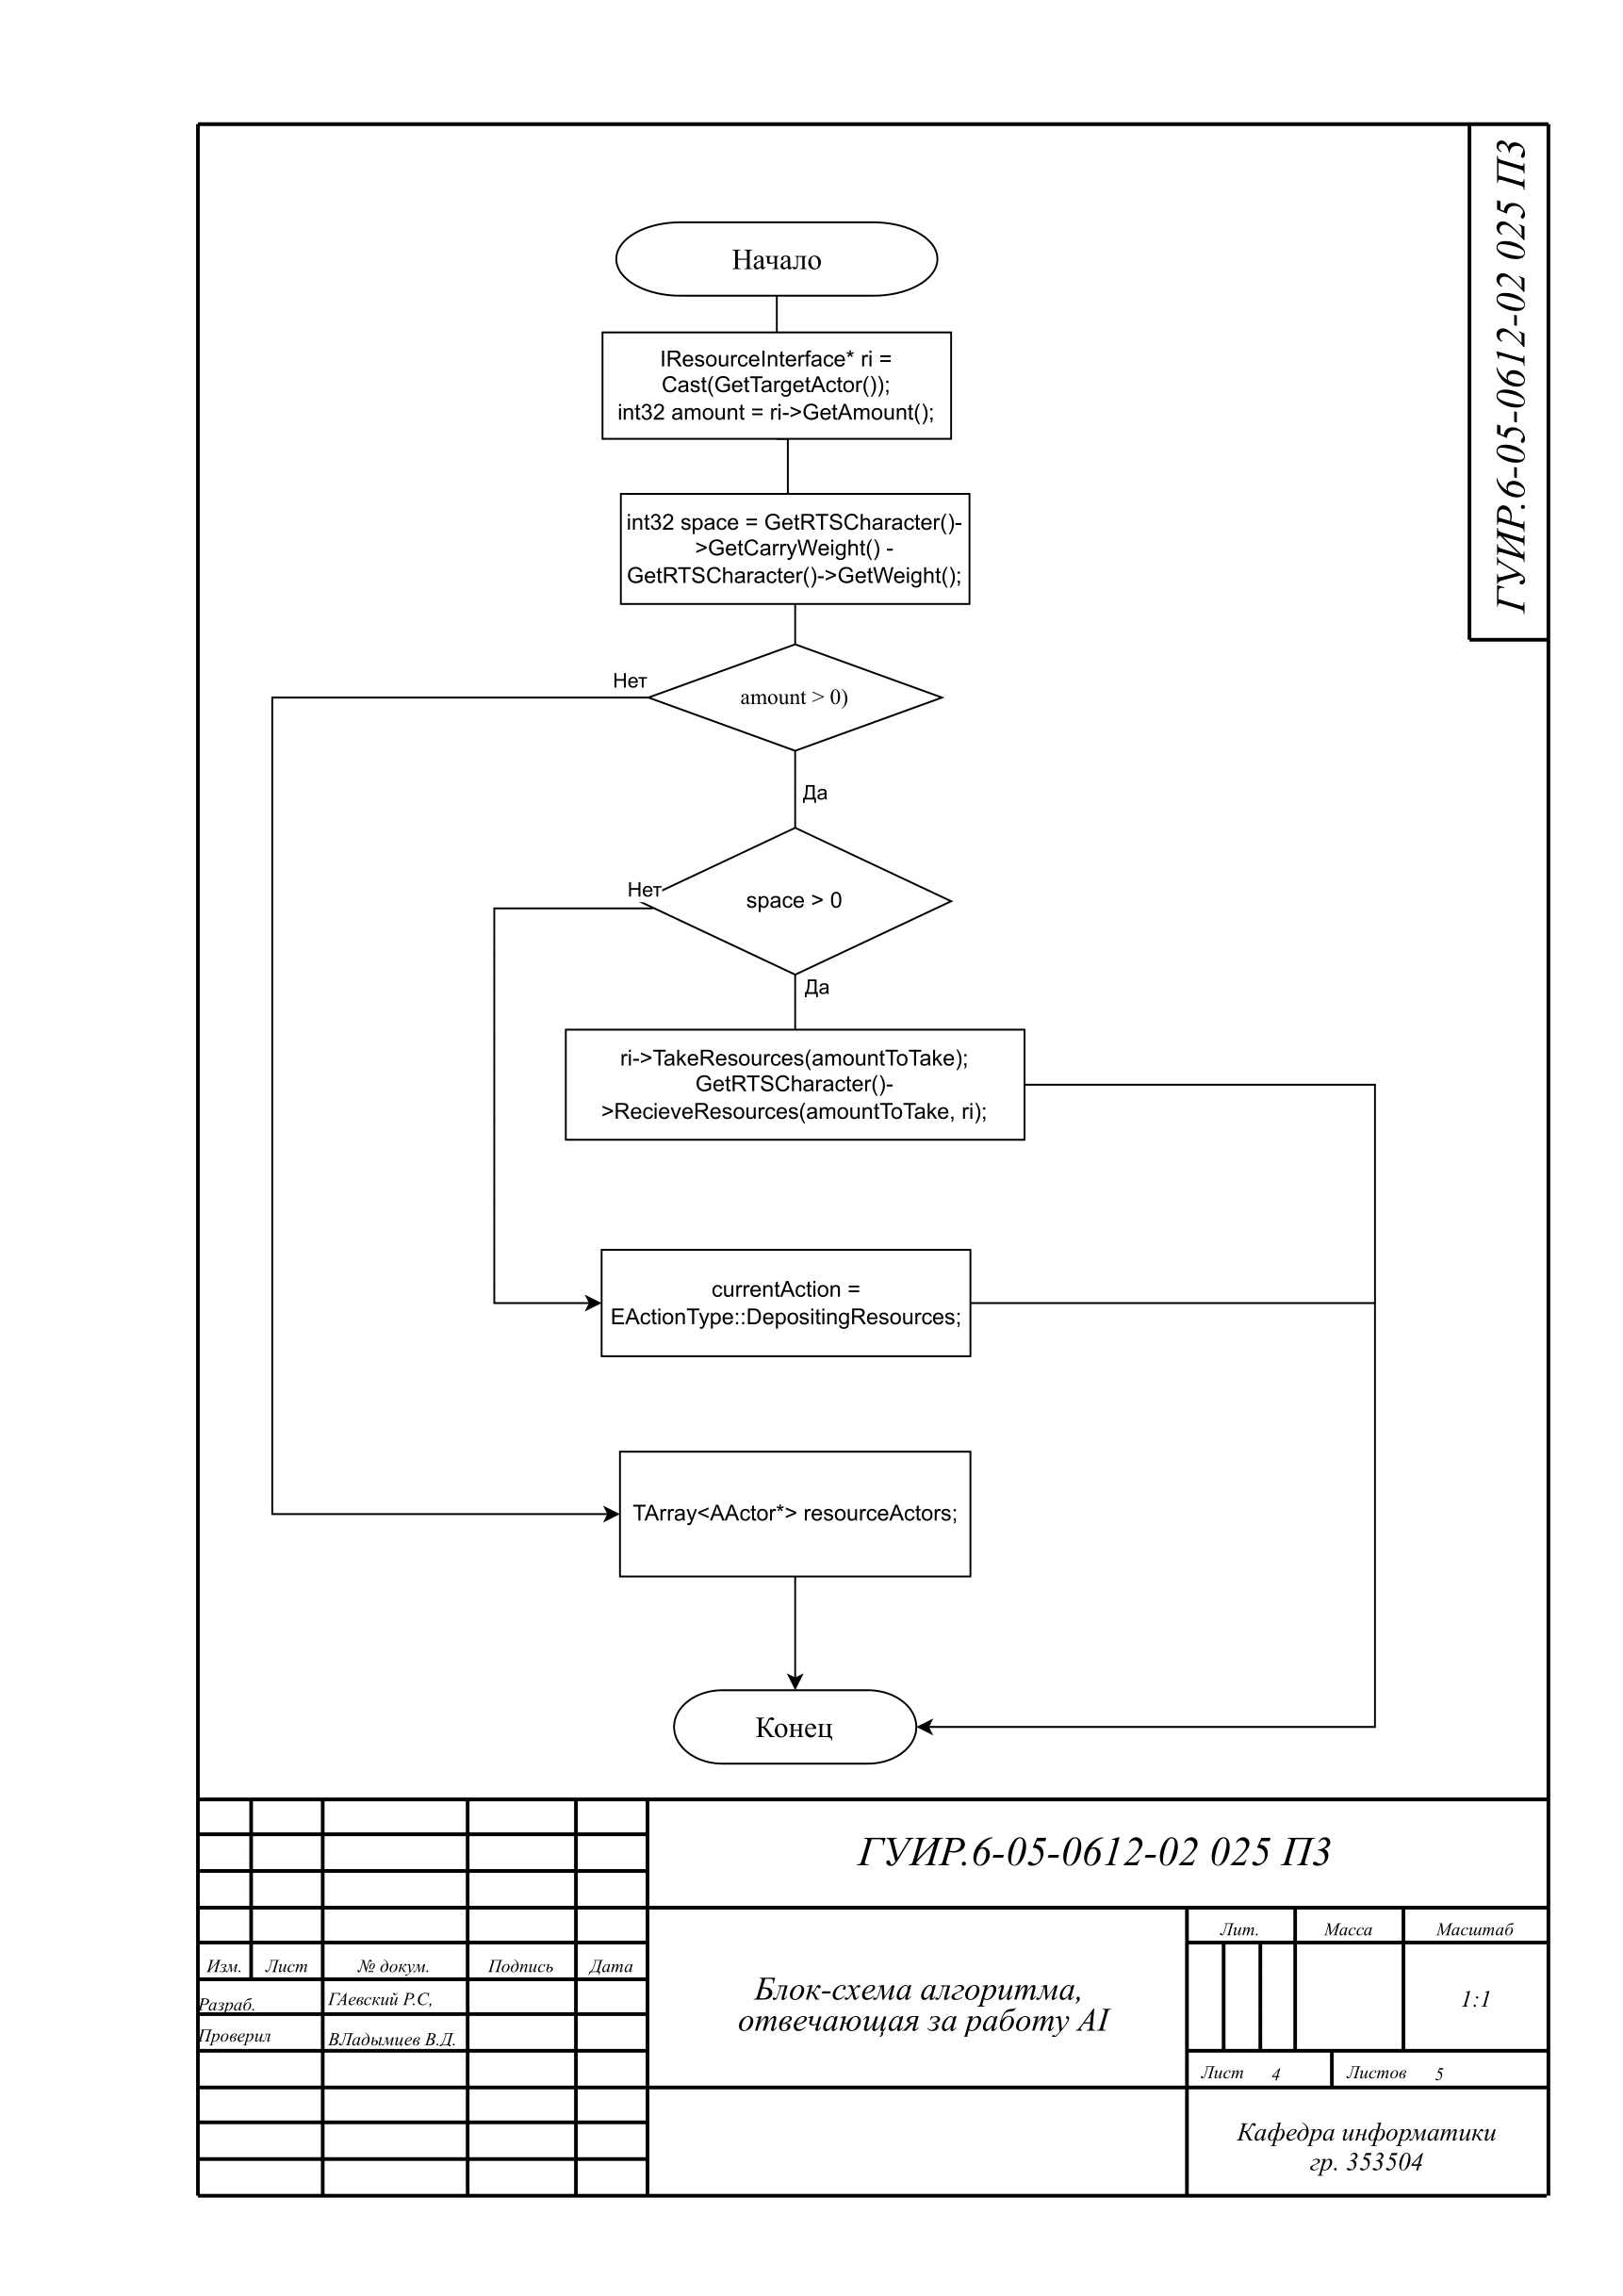 ГУИР.6-05-0612-02 025 ПЗ
Начало
IResourceInterface* ri =
Cast(GetTargetActor());
int32 amount = ri->GetAmount();
int32 space = GetRTSCharacter()-
>GetCarryWeight() -
GetRTSCharacter()->GetWeight();
Нет
amount > 0)
Да
Нет
space > 0
Да
ri->TakeResources(amountToTake);
GetRTSCharacter()-
>RecieveResources(amountToTake, ri);
currentAction =
EActionType::DepositingResources;
TArray<AActor*> resourceActors;
Конец
ГУИР.6-05-0612-02 025 ПЗ
Изм. Лист № докум. Подпись Дата
Разраб. ГАевский Р.С,
Проверил ВЛадымцев В.Д.
Блок-схема алгоритма,
отвечающая за работу AI
Лит. Масса Масштаб
1:1
Лист 4 Листов 5
Кафедра информатики
гр. 353504